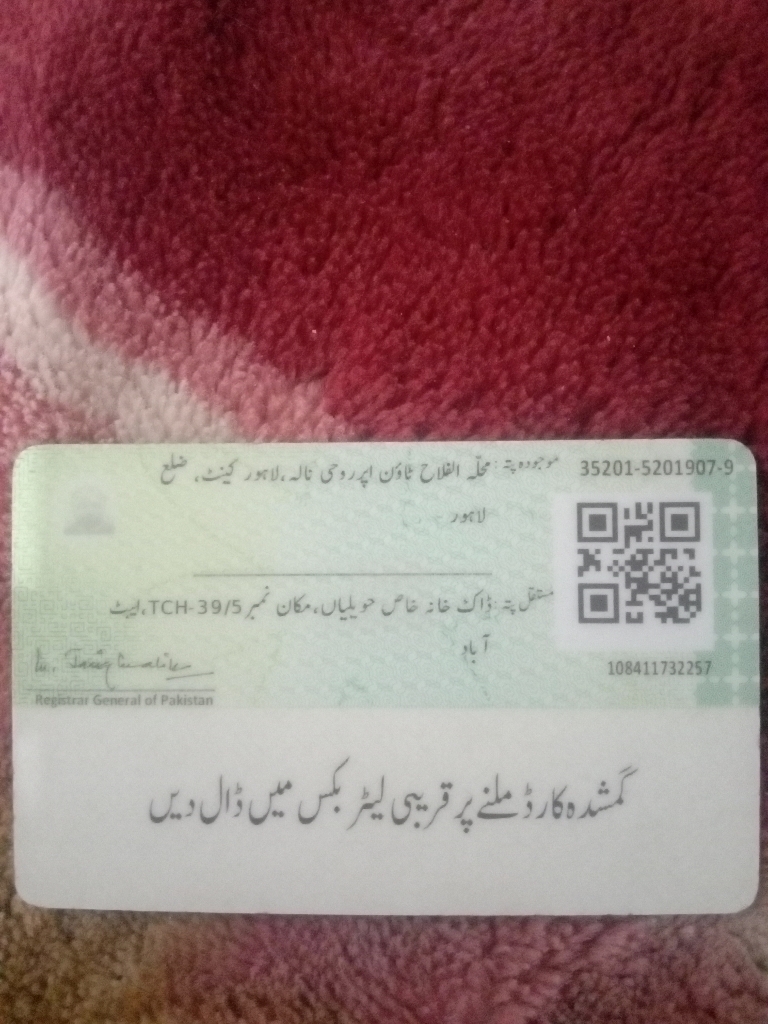 35201-5201907-9
موجودہ پتہ: محلّہ الفلاح ٹاؤن اپر روحی نالہ، لاہور کینٹ، ضلع
لاہور
مستقل پتہ: ڈاک خانہ خاص حویلیاں، مکان نمبر TCH-39/5، ایبٹ
آباد
108411732257
Registrar General of Pakistan
گمشدہ کارڈ ملنے پر قریبی لیٹر بکس میں ڈال دیں